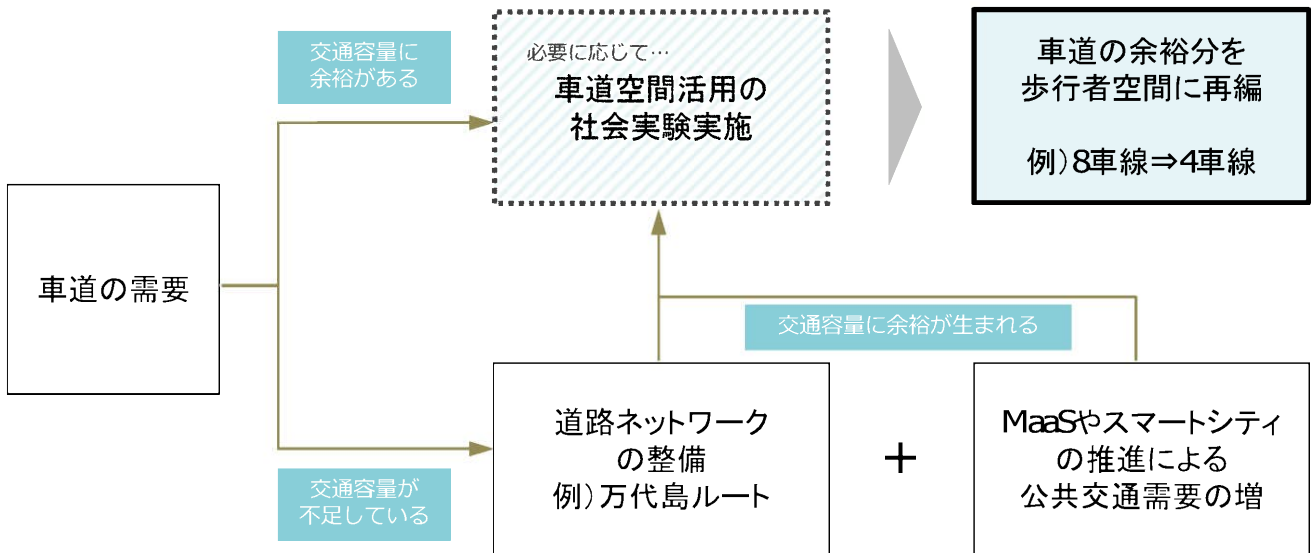 交通容量に
余裕がある
必要に応じて…
車道空間活用の
社会実験実施
車道の余裕分を
歩行者空間に再編
例)8車線⇒4車線
車道の需要
交通容量に余裕が生まれる
交通容量が
不足している
道路ネットワーク
の整備
例)万代島ルート
+
MaaSやスマートシティ
の推進による
公共交通需要の増